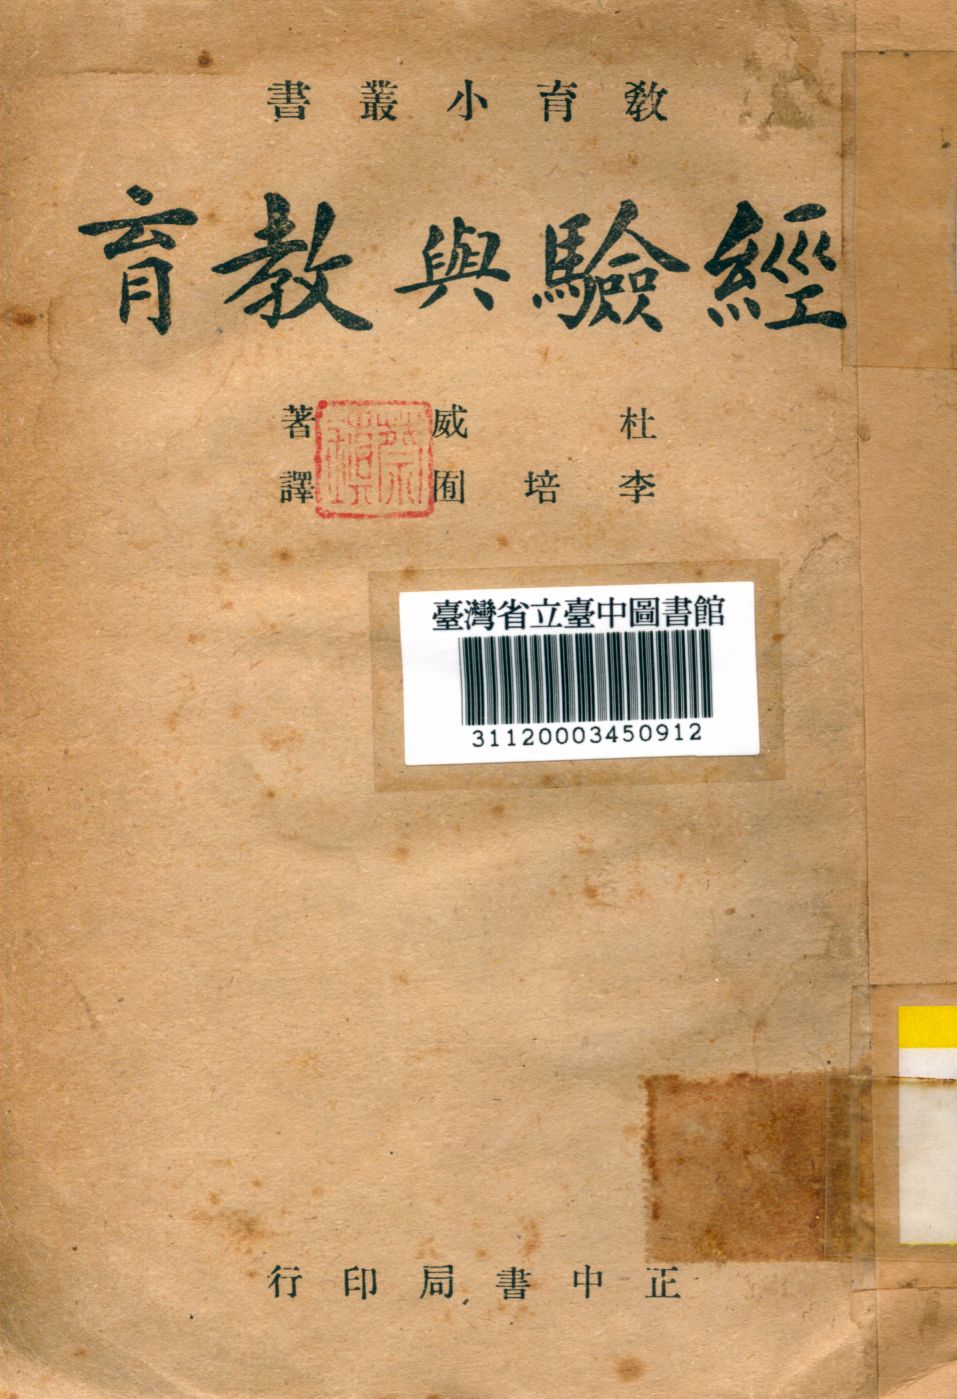 教育小叢書
經驗與教育
杜威著
李培囿譯
臺灣省立臺中圖書館
31120003450912
正中書局印行